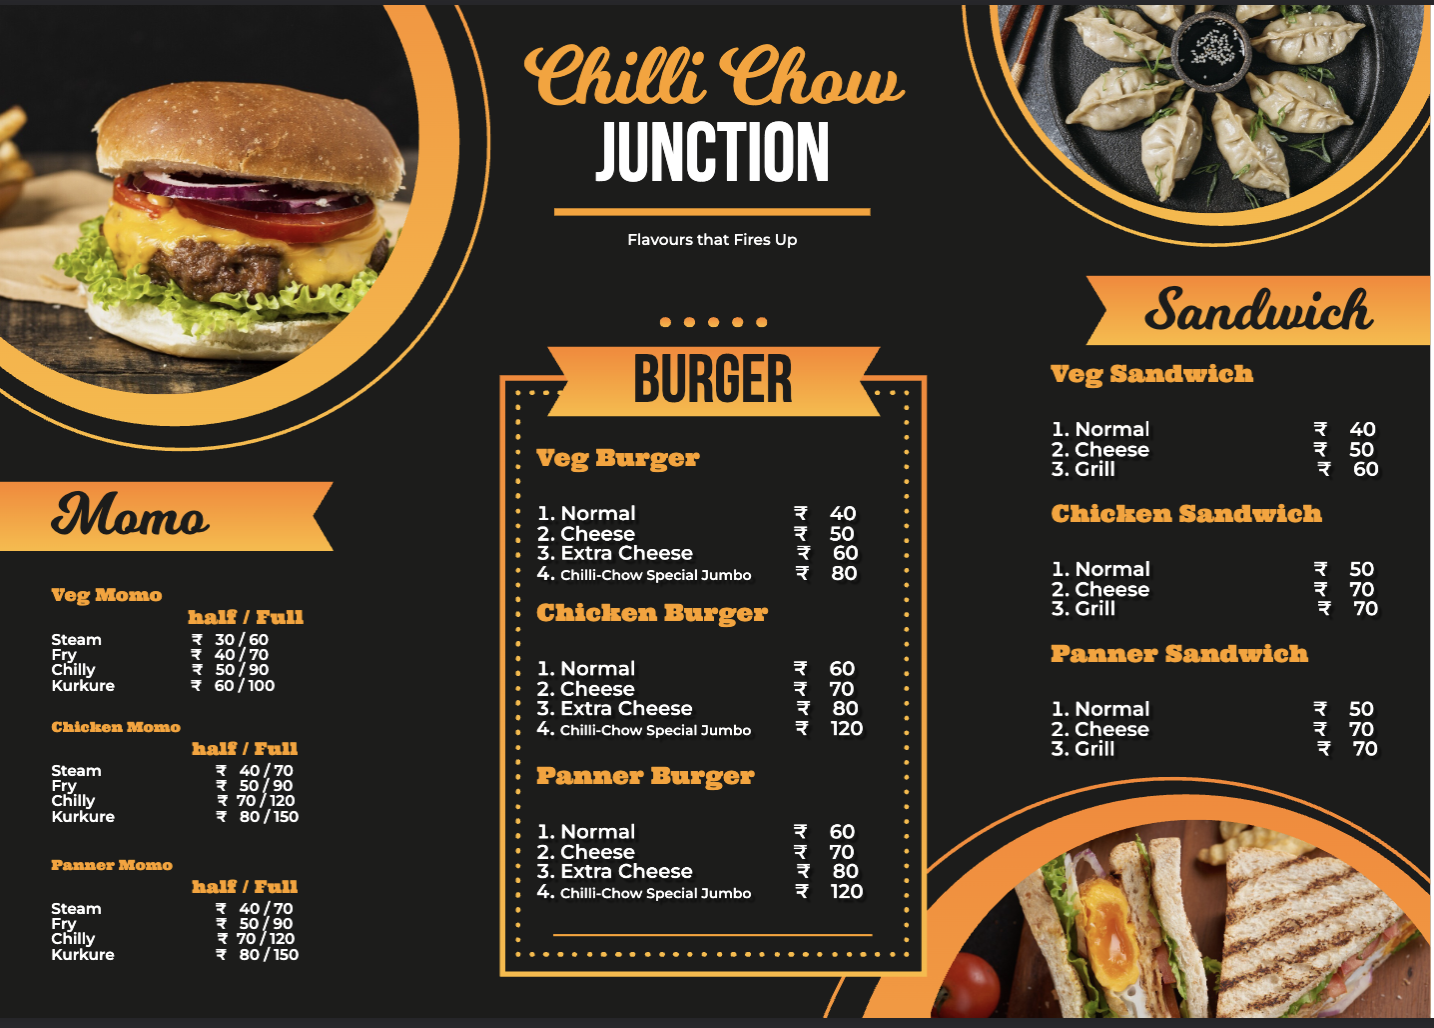 Chilli Chow
JUNCTION
Flavours that Fires Up
Momo
Veg Momo
half / Full
Steam ₹ 30 / 60
Fry ₹ 40 / 70
Chilly ₹ 50 / 90
Kurkure ₹ 60 / 100
Chicken Momo
half / Full
Steam ₹ 40 / 70
Fry ₹ 50 / 90
Chilly ₹ 70 / 120
Kurkure ₹ 80 / 150
Panner Momo
half / Full
Steam ₹ 40 / 70
Fry ₹ 50 / 90
Chilly ₹ 70 / 120
Kurkure ₹ 80 / 150
BURGER
Veg Burger
1. Normal ₹ 40
2. Cheese ₹ 50
3. Extra Cheese ₹ 60
4. Chilli-Chow Special Jumbo ₹ 80
Chicken Burger
1. Normal ₹ 60
2. Cheese ₹ 70
3. Extra Cheese ₹ 80
4. Chilli-Chow Special Jumbo ₹ 120
Panner Burger
1. Normal ₹ 60
2. Cheese ₹ 70
3. Extra Cheese ₹ 80
4. Chilli-Chow Special Jumbo ₹ 120
Sandwich
Veg Sandwich
1. Normal ₹ 40
2. Cheese ₹ 50
3. Grill ₹ 60
Chicken Sandwich
1. Normal ₹ 50
2. Cheese ₹ 70
3. Grill ₹ 70
Panner Sandwich
1. Normal ₹ 50
2. Cheese ₹ 70
3. Grill ₹ 70